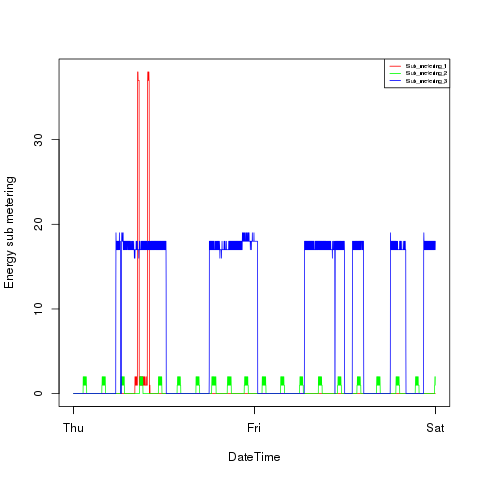 Sub_metering_1
Sub_metering_2
Sub_metering_3
Energy sub metering
30
20
10
0
Thu Fri Sat
DateTime